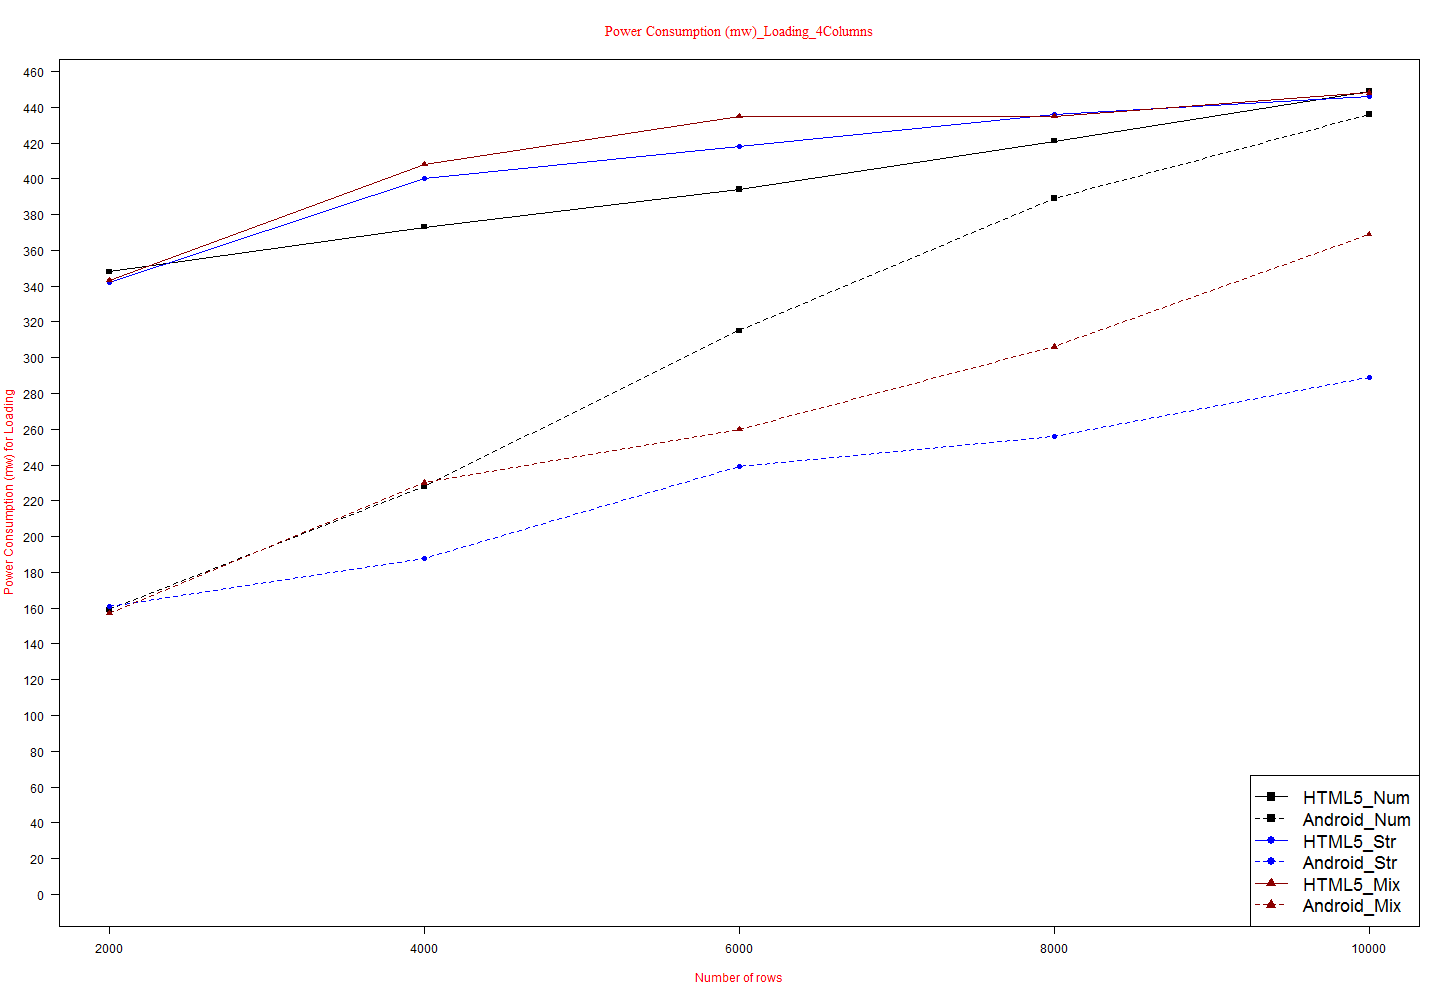 Power Consumption (mw)_Loading_4Columns
Power Consumption (mw) for Loading
460
440
420
400
380
360
340
320
300
280
260
240
220
200
180
160
140
120
100
80
60
40
20
0
HTML5_Num
Android_Num
HTML5_Str
Android_Str
HTML5_Mix
Android_Mix
2000 4000 6000 8000 10000
Number of rows